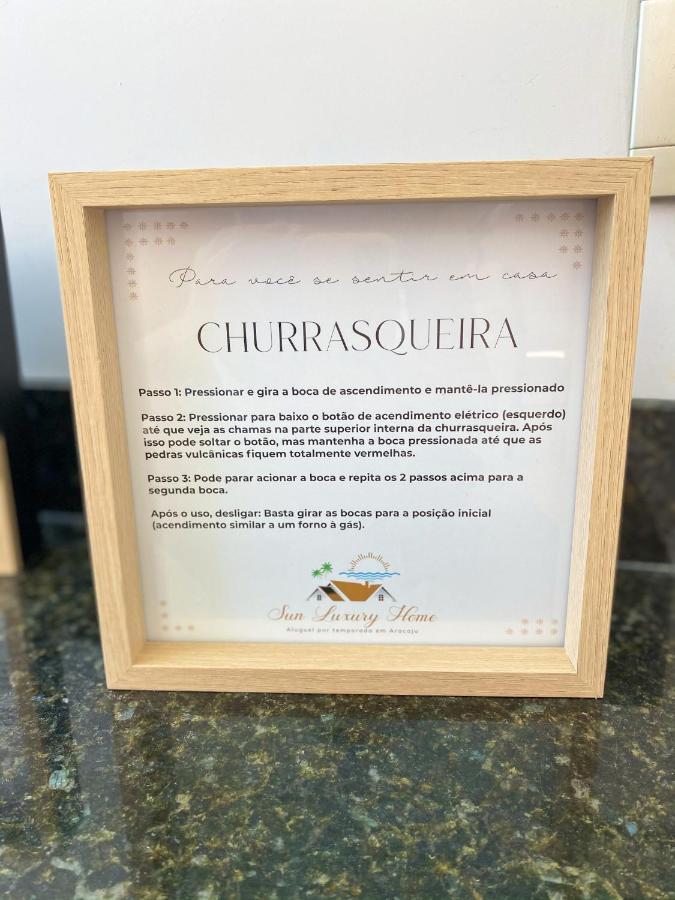 Para você se sentir em casa
CHURRASQUEIRA
Passo 1: Pressionar e gira a boca de ascendimento e mantê-la pressionado
Passo 2: Pressionar para baixo o botão de acendimento elétrico (esquerdo)
até que veja as chamas na parte superior interna da churrasqueira. Após
isso pode soltar o botão, mas mantenha a boca pressionada até que as
pedras vulcânicas fiquem totalmente vermelhas.
Passo 3: Pode parar acionar a boca e repita os 2 passos acima para a
segunda boca.
Após o uso, desligar: Basta girar as bocas para a posição inicial
(acendimento similar a um forno à gás).
Sun Luxury Home
Aluguel por temporada em Aracaju